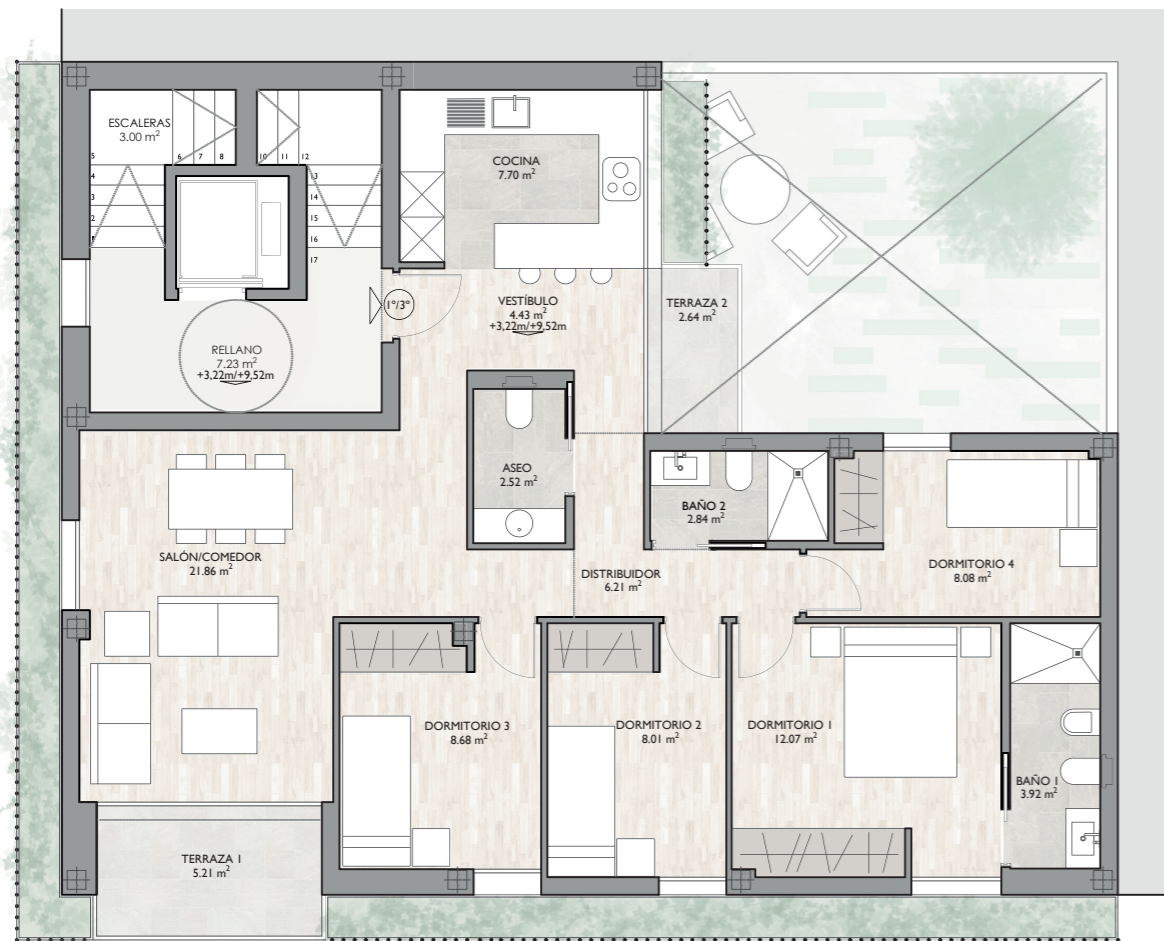 ESCALERAS
3.00 m²
5
6
7
8
10
11
12
4
3
2
1
13
14
15
16
17
COCINA
7.70 m²
1º/3º
VESTÍBULO
4.43 m²
+3,22m/+9,52m
TERRAZA 2
2.64 m²
RELLANO
7.23 m²
+3,22m/+9,52m
ASEO
2.52 m²
BAÑO 2
2.84 m²
SALÓN/COMEDOR
21.86 m²
DISTRIBUIDOR
6.21 m²
DORMITORIO 4
8.08 m²
DORMITORIO 3
8.68 m²
DORMITORIO 2
8.01 m²
DORMITORIO 1
12.07 m²
BAÑO 1
3.92 m²
TERRAZA 1
5.21 m²